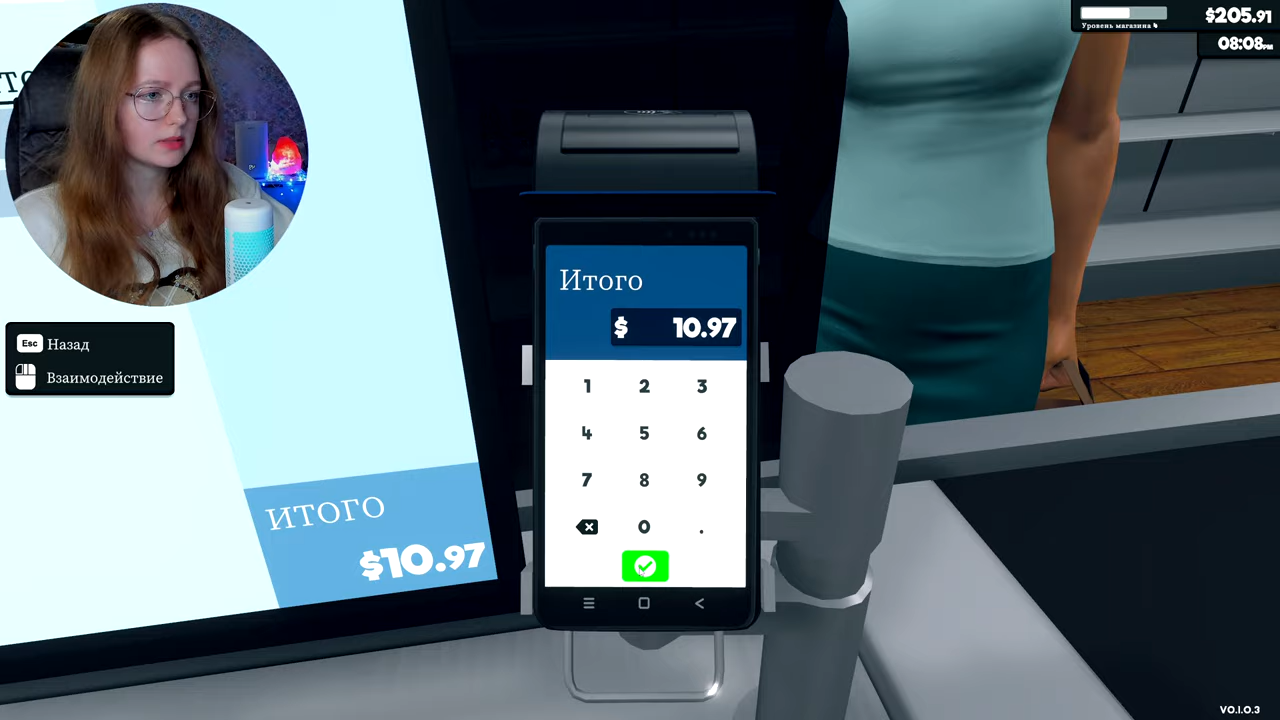 $205.91
Уровень магазина
08:08PM
Esc Назад
Взаимодействие
Итого
$ 10.97
1 2 3
4 5 6
7 8 9
0 .
ИТОГО
$10.97
V0.1.0.3